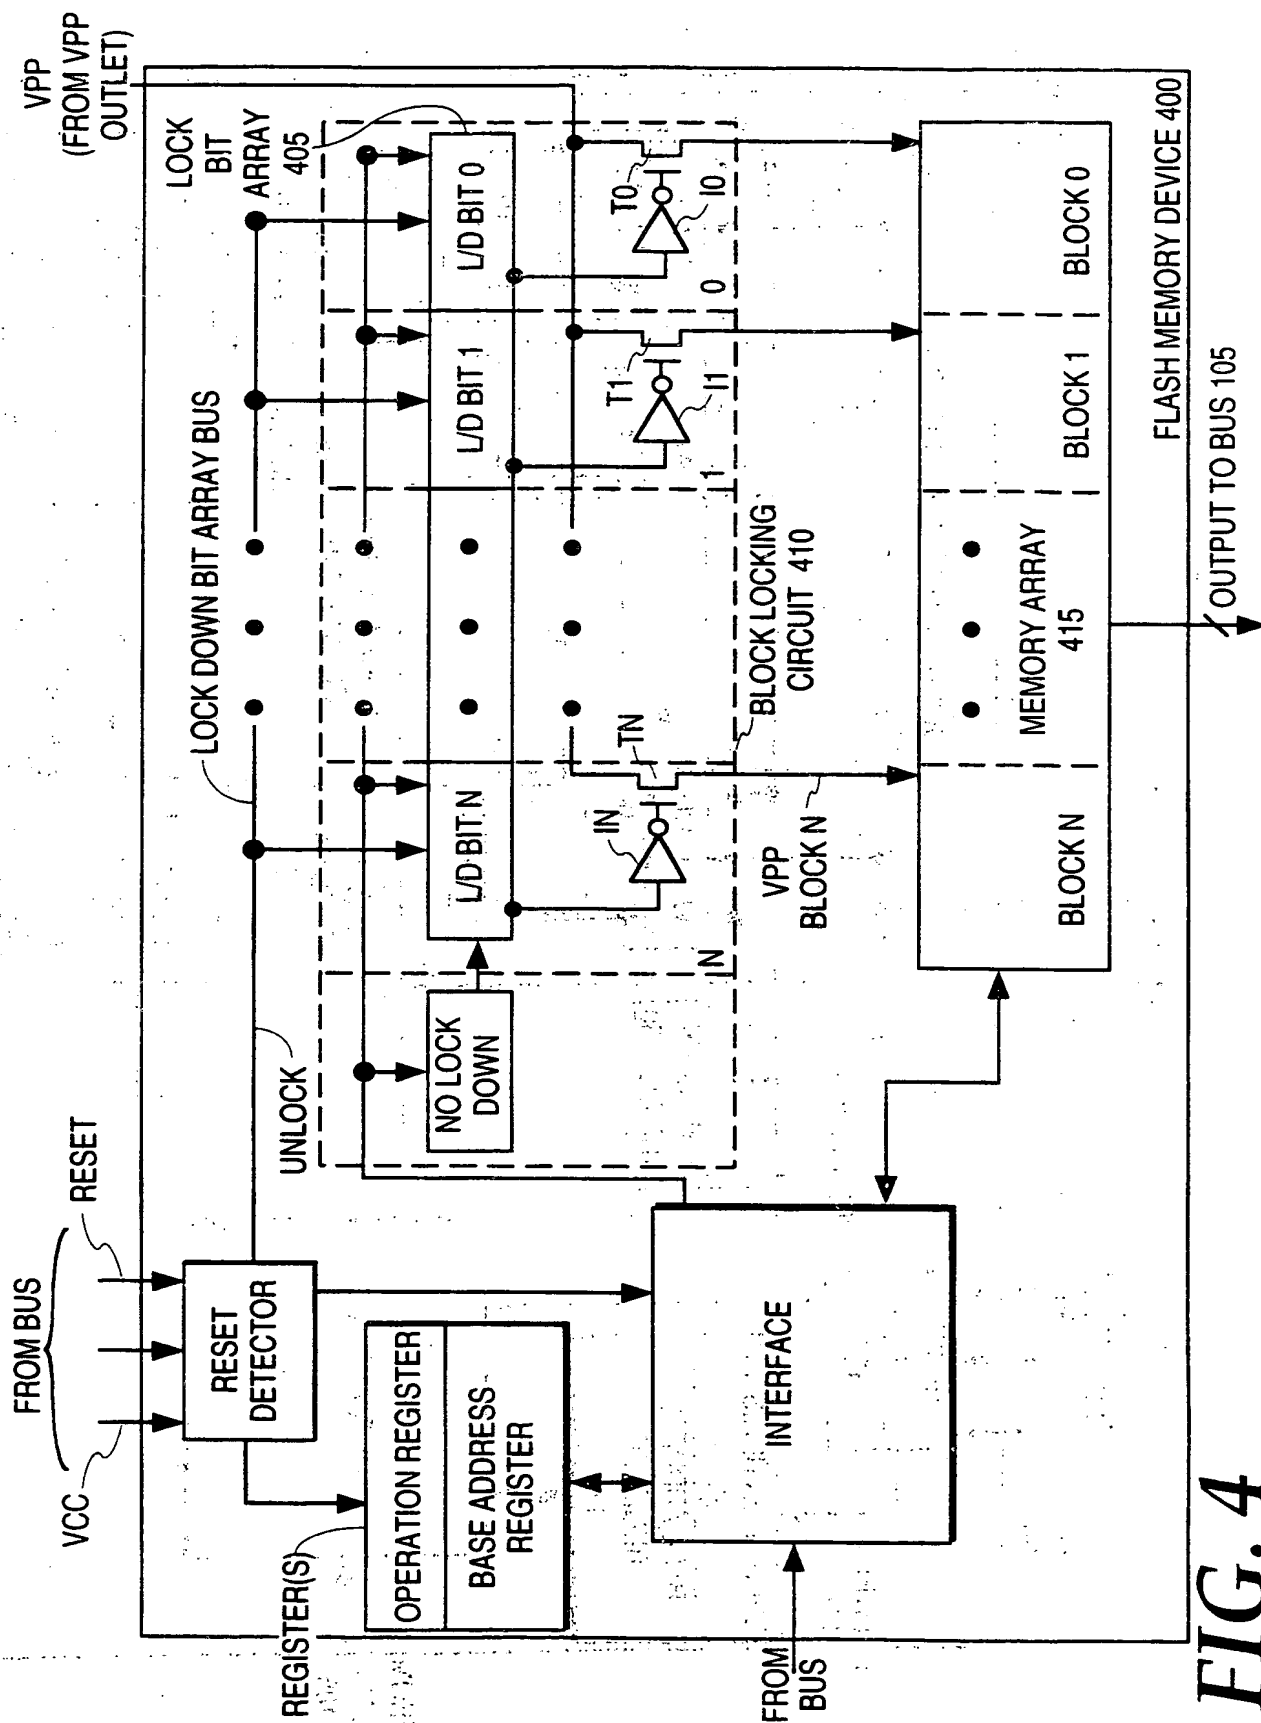 VPP
(FROM VPP
OUTLET)
LOCK
BIT
ARRAY
405
LOCK DOWN BIT ARRAY BUS
UNLOCK
FROM BUS
RESET
VCC
RESET
DETECTOR
REGISTER(S)
OPERATION REGISTER
BASE ADDRESS
REGISTER
INTERFACE
FROM
BUS
NO LOCK
DOWN
L/D BIT N
L/D BIT 1
L/D BIT 0
IN
TN
I1
T1
I0
T0
N
1
0
BLOCK LOCKING
CIRCUIT 410
VPP
BLOCK N
BLOCK N
MEMORY ARRAY
415
BLOCK 1
BLOCK 0
FLASH MEMORY DEVICE 400
OUTPUT TO BUS 105
FIG. 4